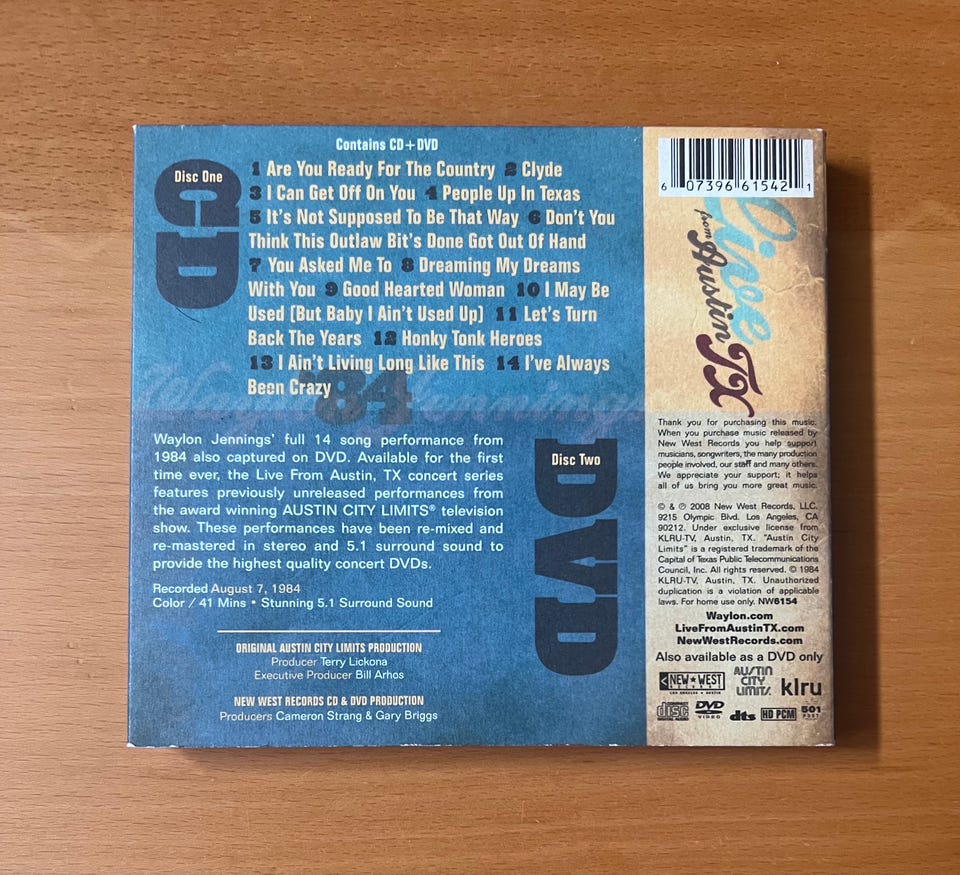 Contains CD+DVD
Disc One
CD
1 Are You Ready For The Country 2 Clyde
3 I Can Get Off On You 4 People Up In Texas
5 It's Not Supposed To Be That Way 6 Don't You
Think This Outlaw Bit's Done Got Out Of Hand
7 You Asked Me To 8 Dreaming My Dreams
With You 9 Good Hearted Woman 10 I May Be
Used (But Baby I Ain't Used Up) 11 Let's Turn
Back The Years 12 Honky Tonk Heroes
13 I Ain't Living Long Like This 14 I've Always
Been Crazy
Waylon '84 Jennings
Waylon Jennings' full 14 song performance from
1984 also captured on DVD. Available for the first
time ever, the Live From Austin, TX concert series
features previously unreleased performances from
the award winning AUSTIN CITY LIMITS® television
show. These performances have been re-mixed and
re-mastered in stereo and 5.1 surround sound to
provide the highest quality concert DVDs.
Recorded August 7, 1984
Color / 41 Mins • Stunning 5.1 Surround Sound
ORIGINAL AUSTIN CITY LIMITS PRODUCTION
Producer Terry Lickona
Executive Producer Bill Arhos
NEW WEST RECORDS CD & DVD PRODUCTION
Producers Cameron Strang & Gary Briggs
Disc Two
DVD
6 07396 61542 1
Live
from Austin
TX
Thank you for purchasing this music.
When you purchase music released by
New West Records you help support
musicians, songwriters, the many production
people involved, our staff and many others.
We appreciate your support; it helps
all of us bring you more great music.
© & ℗ 2008 New West Records, LLC.
9215 Olympic Blvd. Los Angeles, CA
90212. Under exclusive license from
KLRU-TV, Austin, TX. "Austin City
Limits" is a registered trademark of the
Capital of Texas Public Telecommunications
Council, Inc. All rights reserved. © 1984
KLRU-TV, Austin, TX. Unauthorized
duplication is a violation of applicable
laws. For home use only. NW6154
Waylon.com
LiveFromAustinTX.com
NewWestRecords.com
Also available as a DVD only
NEW★WEST
RECORDS
LOS ANGELES • AUSTIN
AUSTIN
CITY
LIMITS
klru
disc
DVD
VIDEO
dts
HD PCM
501
POST